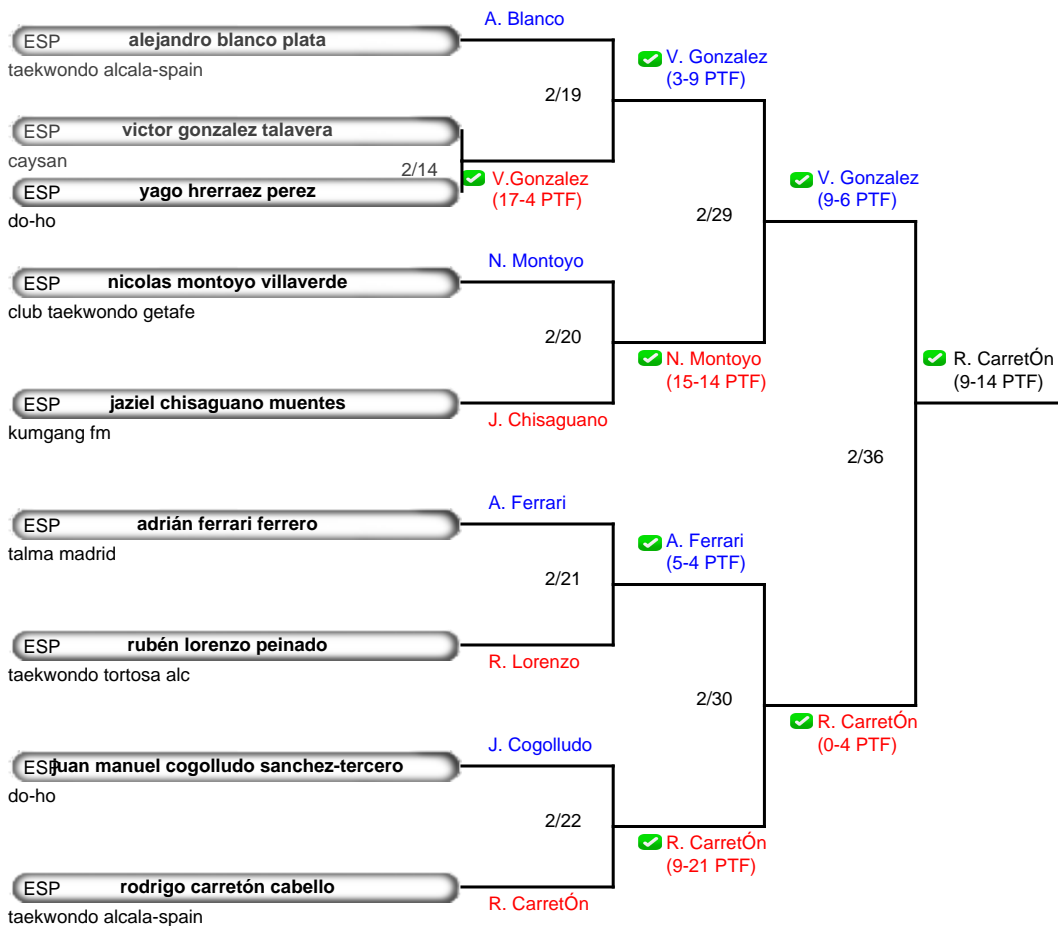 A. Blanco
ESP alejandro blanco plata
taekwondo alcala-spain
V. Gonzalez
(3-9 PTF)
2/19
ESP victor gonzalez talavera
caysan
2/14
V.Gonzalez
(17-4 PTF)
ESP yago hrerraez perez
do-ho
V. Gonzalez
(9-6 PTF)
2/29
N. Montoyo
ESP nicolas montoyo villaverde
club taekwondo getafe
2/20
N. Montoyo
(15-14 PTF)
R. CarretÓn
(9-14 PTF)
ESP jaziel chisaguano muentes
kumgang fm
J. Chisaguano
2/36
A. Ferrari
ESP adrián ferrari ferrero
talma madrid
A. Ferrari
(5-4 PTF)
2/21
ESP rubén lorenzo peinado
taekwondo tortosa alc
R. Lorenzo
2/30
R. CarretÓn
(0-4 PTF)
J. Cogolludo
ESP juan manuel cogolludo sanchez-tercero
do-ho
2/22
R. CarretÓn
(9-21 PTF)
ESP rodrigo carretón cabello
taekwondo alcala-spain
R. CarretÓn